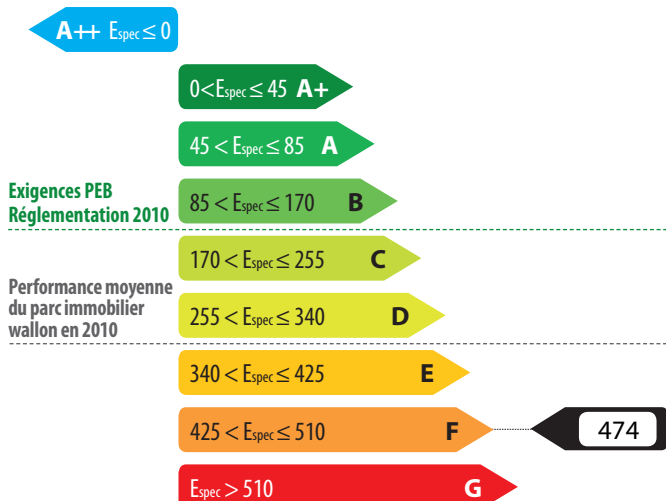 A++ Espec ≤ 0
0 < Espec ≤ 45 A+
45 < Espec ≤ 85 A
Exigences PEB
Réglementation 2010
85 < Espec ≤ 170 B
170 < Espec ≤ 255 C
Performance moyenne
du parc immobilier
wallon en 2010
255 < Espec ≤ 340 D
340 < Espec ≤ 425 E
425 < Espec ≤ 510 F 474
Espec > 510 G